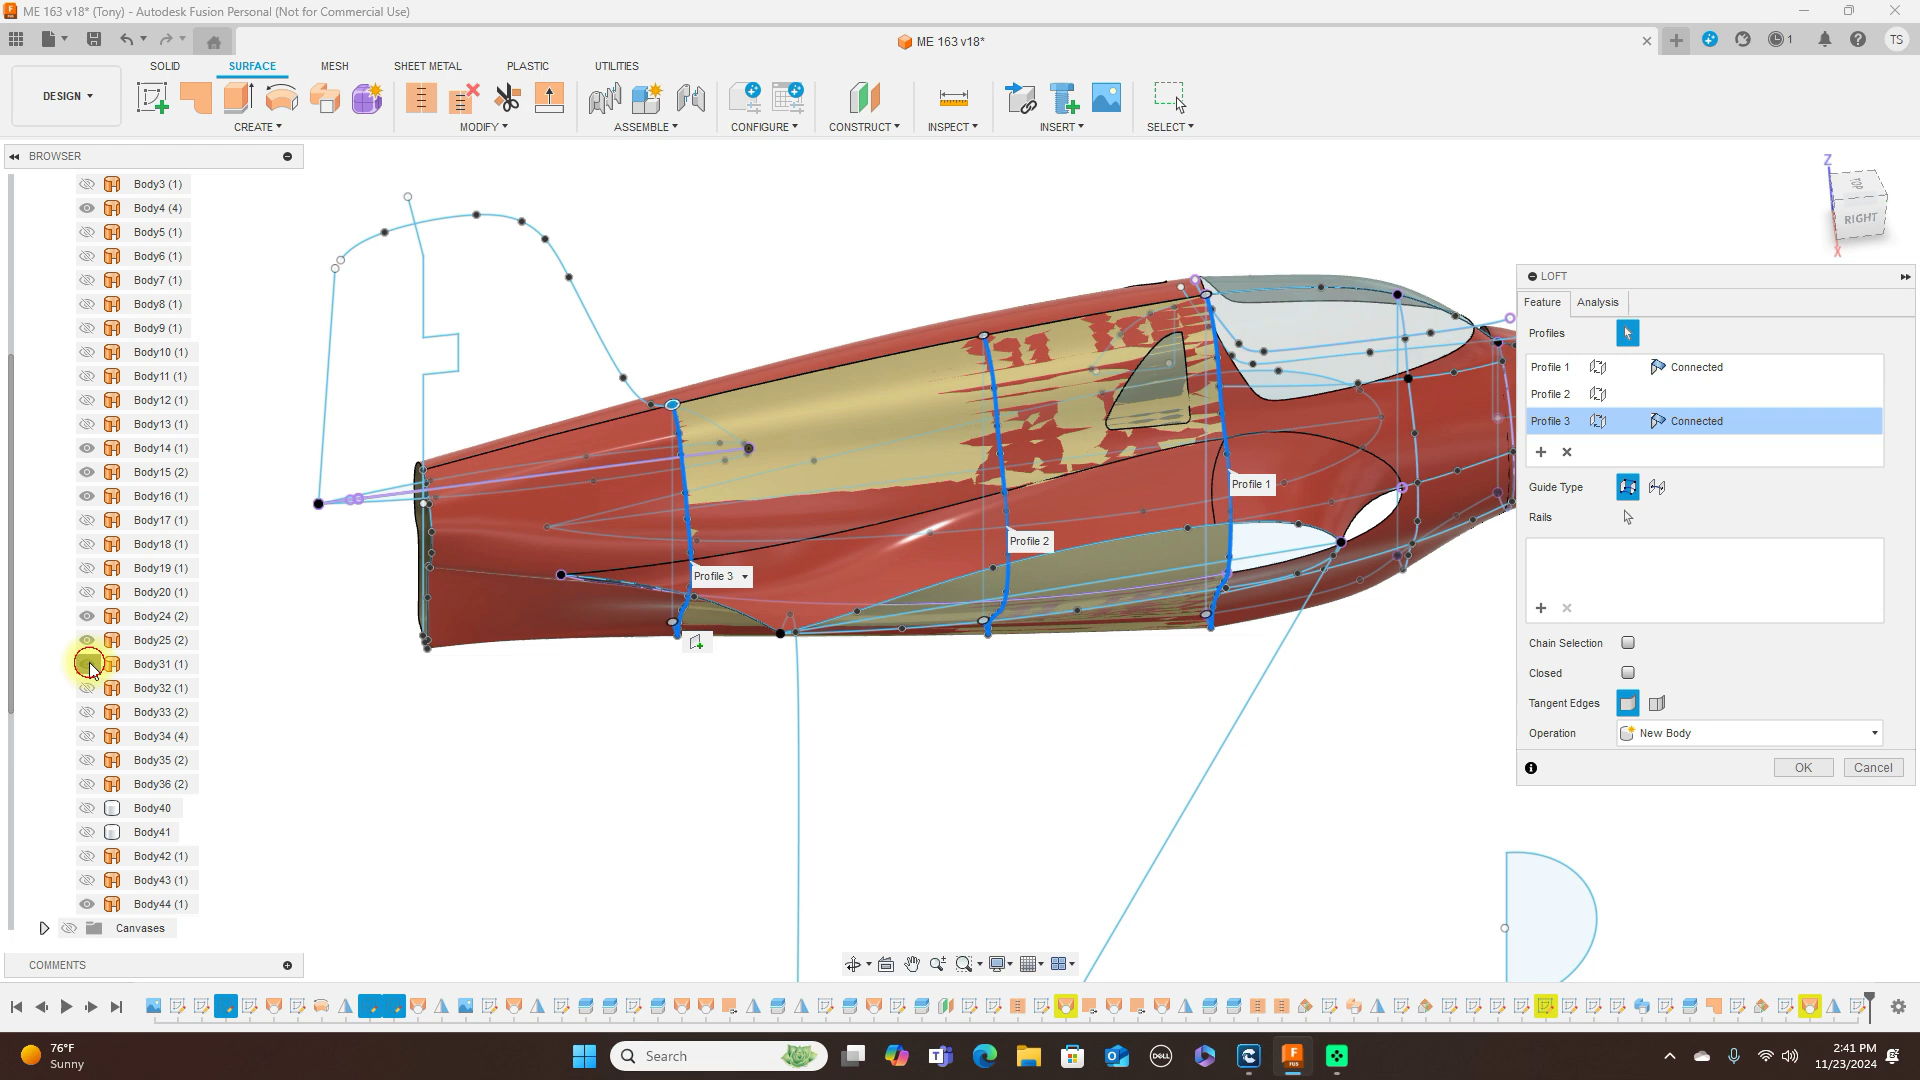 ME 163 v18* (Tony) - Autodesk Fusion Personal (Not for Commercial Use)
ME 163 v18*
1
TS
DESIGN
SOLID
SURFACE
MESH
SHEET METAL
PLASTIC
UTILITIES
CREATE
MODIFY
ASSEMBLE
CONFIGURE
CONSTRUCT
INSPECT
INSERT
SELECT
BROWSER
Body3 (1)
Body4 (4)
Body5 (1)
Body6 (1)
Body7 (1)
Body8 (1)
Body9 (1)
Body10 (1)
Body11 (1)
Body12 (1)
Body13 (1)
Body14 (1)
Body15 (2)
Body16 (1)
Body17 (1)
Body18 (1)
Body19 (1)
Body20 (1)
Body24 (2)
Body25 (2)
Body31 (1)
Body32 (1)
Body33 (2)
Body34 (4)
Body35 (2)
Body36 (2)
Body40
Body41
Body42 (1)
Body43 (1)
Body44 (1)
Canvases
COMMENTS
Profile 1
Profile 2
Profile 3
Z
TOP
RIGHT
X
LOFT
Feature
Analysis
Profiles
Profile 1 Connected
Profile 2
Profile 3 Connected
Guide Type
Rails
Chain Selection
Closed
Tangent Edges
Operation New Body
OK
Cancel
76°F
Sunny
Search
DELL
FUS
2:41 PM
11/23/2024